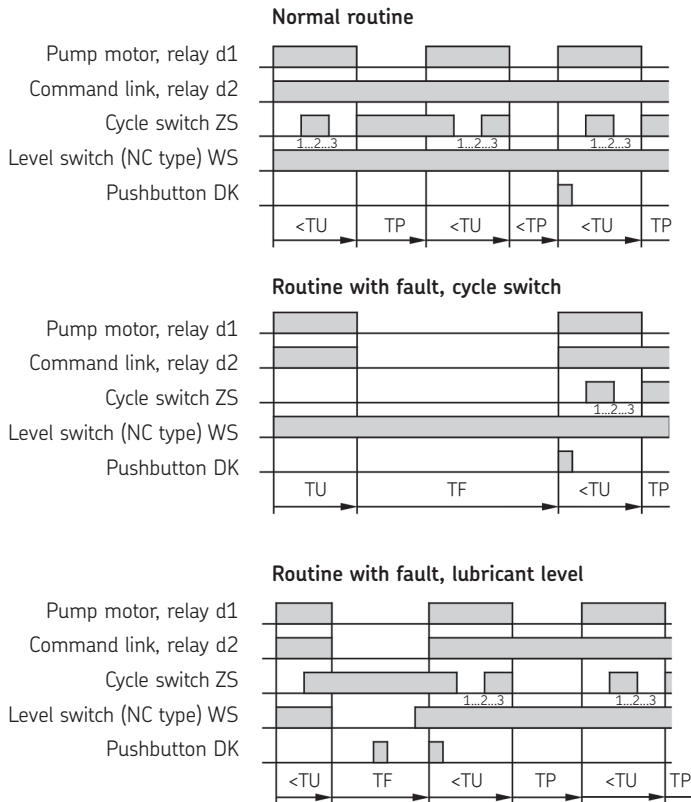 Normal routine
Pump motor, relay d1
Command link, relay d2
Cycle switch ZS
1...2...3 1...2...3 1...2...3
Level switch (NC type) WS
Pushbutton DK
<TU TP <TU <TP <TU TP
Routine with fault, cycle switch
Pump motor, relay d1
Command link, relay d2
Cycle switch ZS
1...2...3
Level switch (NC type) WS
Pushbutton DK
TU TF <TU TP
Routine with fault, lubricant level
Pump motor, relay d1
Command link, relay d2
Cycle switch ZS
1...2...3 1...2...3
Level switch (NC type) WS
Pushbutton DK
<TU TF <TU TP <TU TP